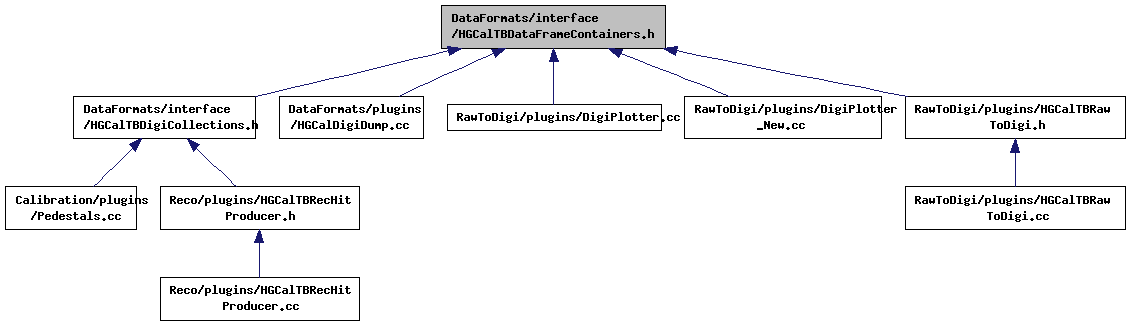 DataFormats/interface
/HGCalTBDataFrameContainers.h
DataFormats/interface
/HGCalTBDigiCollections.h
DataFormats/plugins
/HGCalDigiDump.cc
RawToDigi/plugins/DigiPlotter.cc
RawToDigi/plugins/DigiPlotter
_New.cc
RawToDigi/plugins/HGCalTBRaw
ToDigi.h
Calibration/plugins
/Pedestals.cc
Reco/plugins/HGCalTBRecHit
Producer.h
RawToDigi/plugins/HGCalTBRaw
ToDigi.cc
Reco/plugins/HGCalTBRecHit
Producer.cc